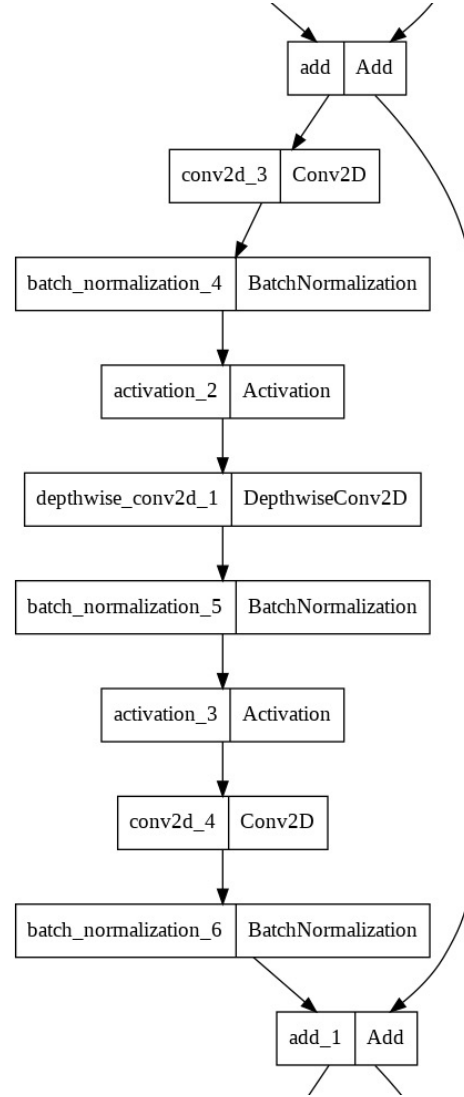 add Add
conv2d_3 Conv2D
batch_normalization_4 BatchNormalization
activation_2 Activation
depthwise_conv2d_1 DepthwiseConv2D
batch_normalization_5 BatchNormalization
activation_3 Activation
conv2d_4 Conv2D
batch_normalization_6 BatchNormalization
add_1 Add